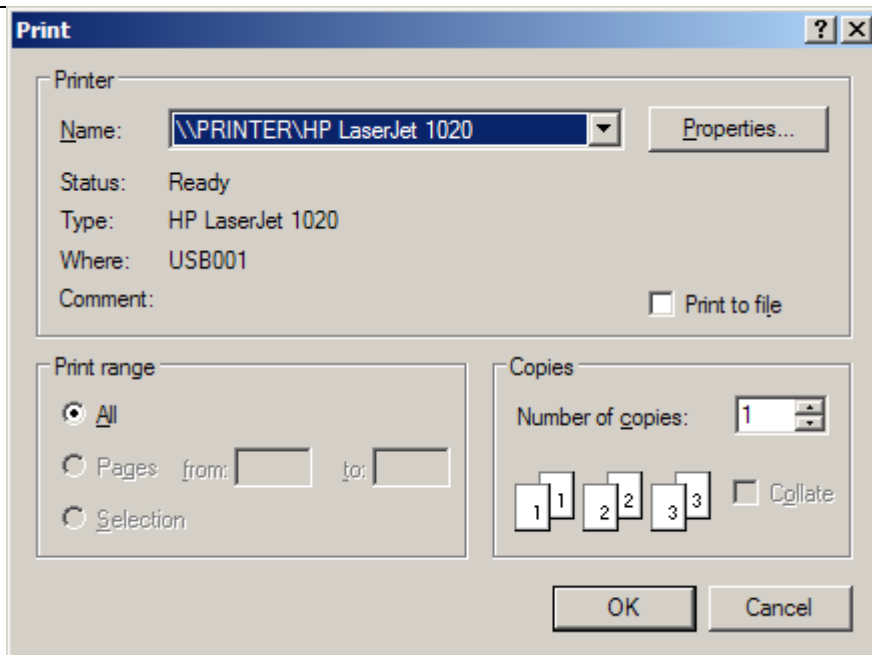 Print
Printer
Name: \\PRINTER\HP LaserJet 1020 Properties...
Status: Ready
Type: HP LaserJet 1020
Where: USB001
Comment: Print to file
Print range
All
Pages from: to:
Selection
Copies
Number of copies: 1
1 1 2 2 3 3 Collate
OK Cancel